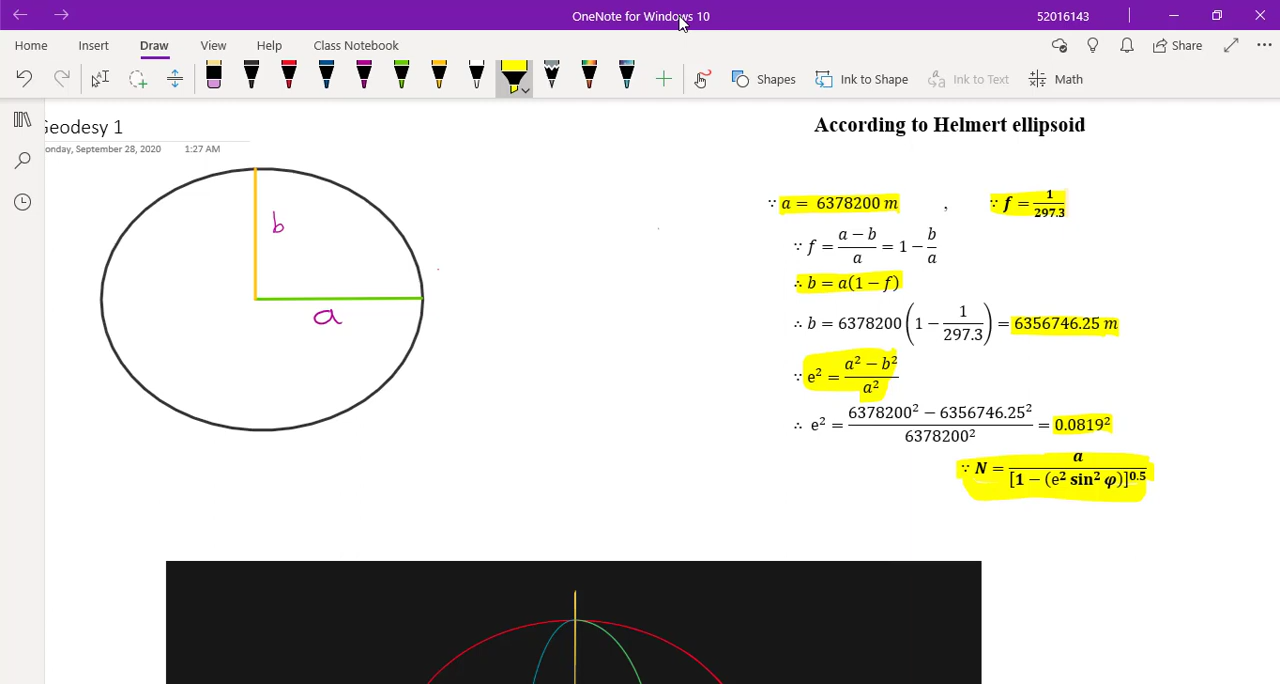 OneNote for Windows 10
52016143
Home Insert Draw View Help Class Notebook
Share
Shapes Ink to Shape Ink to Text Math
Geodesy 1
onday, September 28, 2020 1:27 AM
b
a
According to Helmert ellipsoid
∵ a = 6378200 m , ∵ f = 1/297.3
∵ f = (a − b)/a = 1 − b/a
∴ b = a(1 − f)
∴ b = 6378200(1 − 1/297.3) = 6356746.25 m
∵ e² = (a² − b²)/a²
∴ e² = (6378200² − 6356746.25²)/6378200² = 0.0819²
∵ N = a/[1 − (e² sin² φ)]^0.5